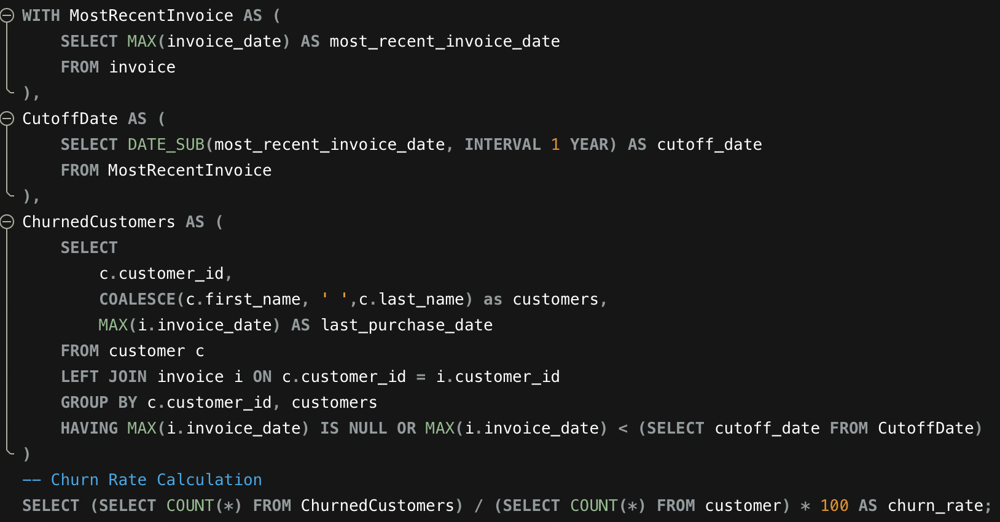 WITH MostRecentInvoice AS (
    SELECT MAX(invoice_date) AS most_recent_invoice_date
    FROM invoice
),
CutoffDate AS (
    SELECT DATE_SUB(most_recent_invoice_date, INTERVAL 1 YEAR) AS cutoff_date
    FROM MostRecentInvoice
),
ChurnedCustomers AS (
    SELECT
        c.customer_id,
        COALESCE(c.first_name, ' ',c.last_name) as customers,
        MAX(i.invoice_date) AS last_purchase_date
    FROM customer c
    LEFT JOIN invoice i ON c.customer_id = i.customer_id
    GROUP BY c.customer_id, customers
    HAVING MAX(i.invoice_date) IS NULL OR MAX(i.invoice_date) < (SELECT cutoff_date FROM CutoffDate)
)
-- Churn Rate Calculation
SELECT (SELECT COUNT(*) FROM ChurnedCustomers) / (SELECT COUNT(*) FROM customer) * 100 AS churn_rate;